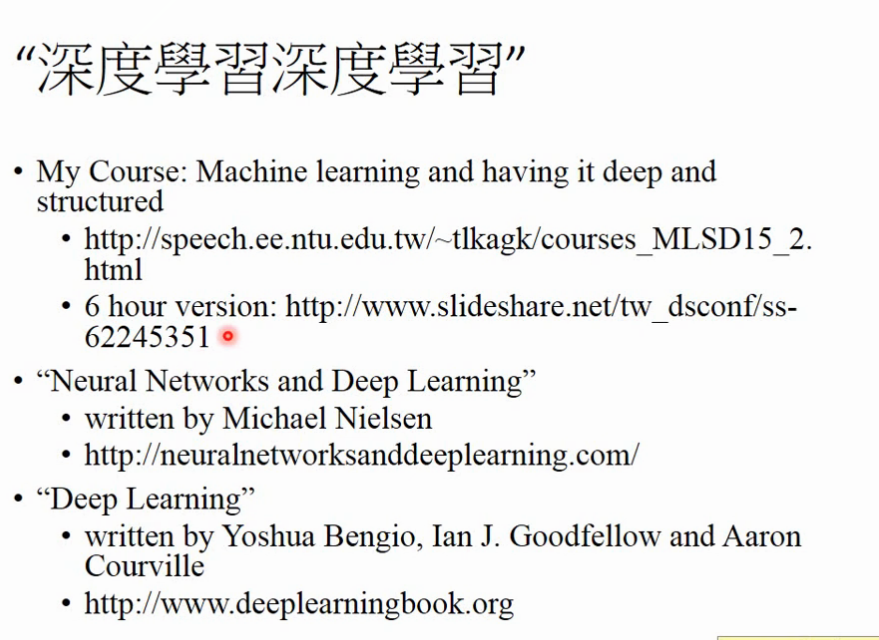 “深度學習深度學習”
• My Course: Machine learning and having it deep and
structured
• http://speech.ee.ntu.edu.tw/~tlkagk/courses_MLSD15_2.
html
• 6 hour version: http://www.slideshare.net/tw_dsconf/ss-
62245351
• “Neural Networks and Deep Learning”
• written by Michael Nielsen
• http://neuralnetworksanddeeplearning.com/
• “Deep Learning”
• written by Yoshua Bengio, Ian J. Goodfellow and Aaron
Courville
• http://www.deeplearningbook.org